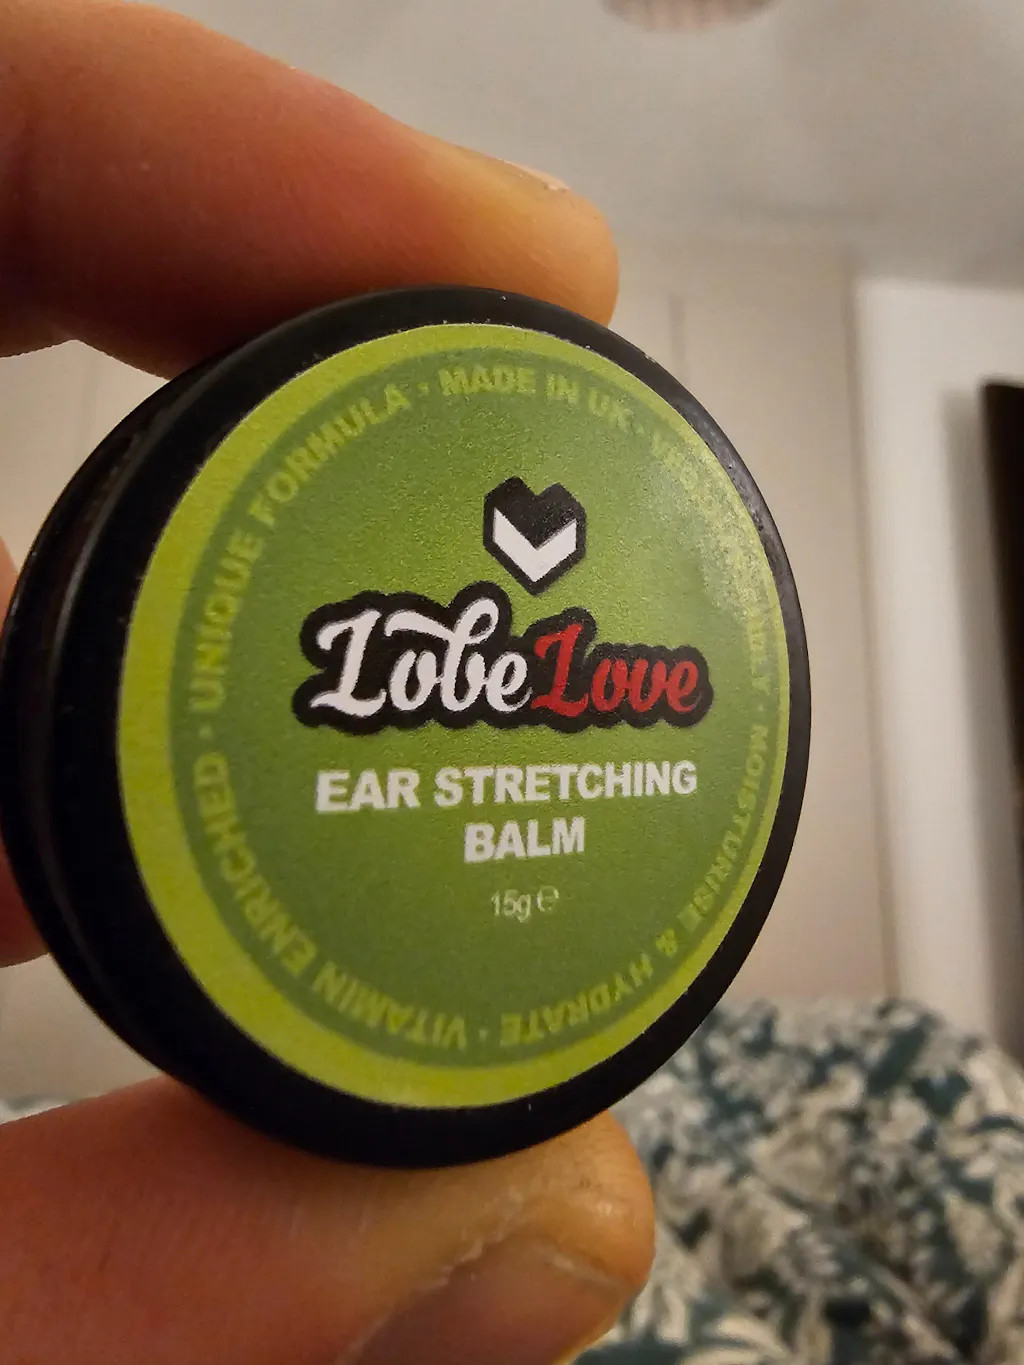 LobeLove
EAR STRETCHING
BALM
15g ℮
VITAMIN ENRICHED · UNIQUE FORMULA · MADE IN UK · MOISTURISE & HYDRATE ·